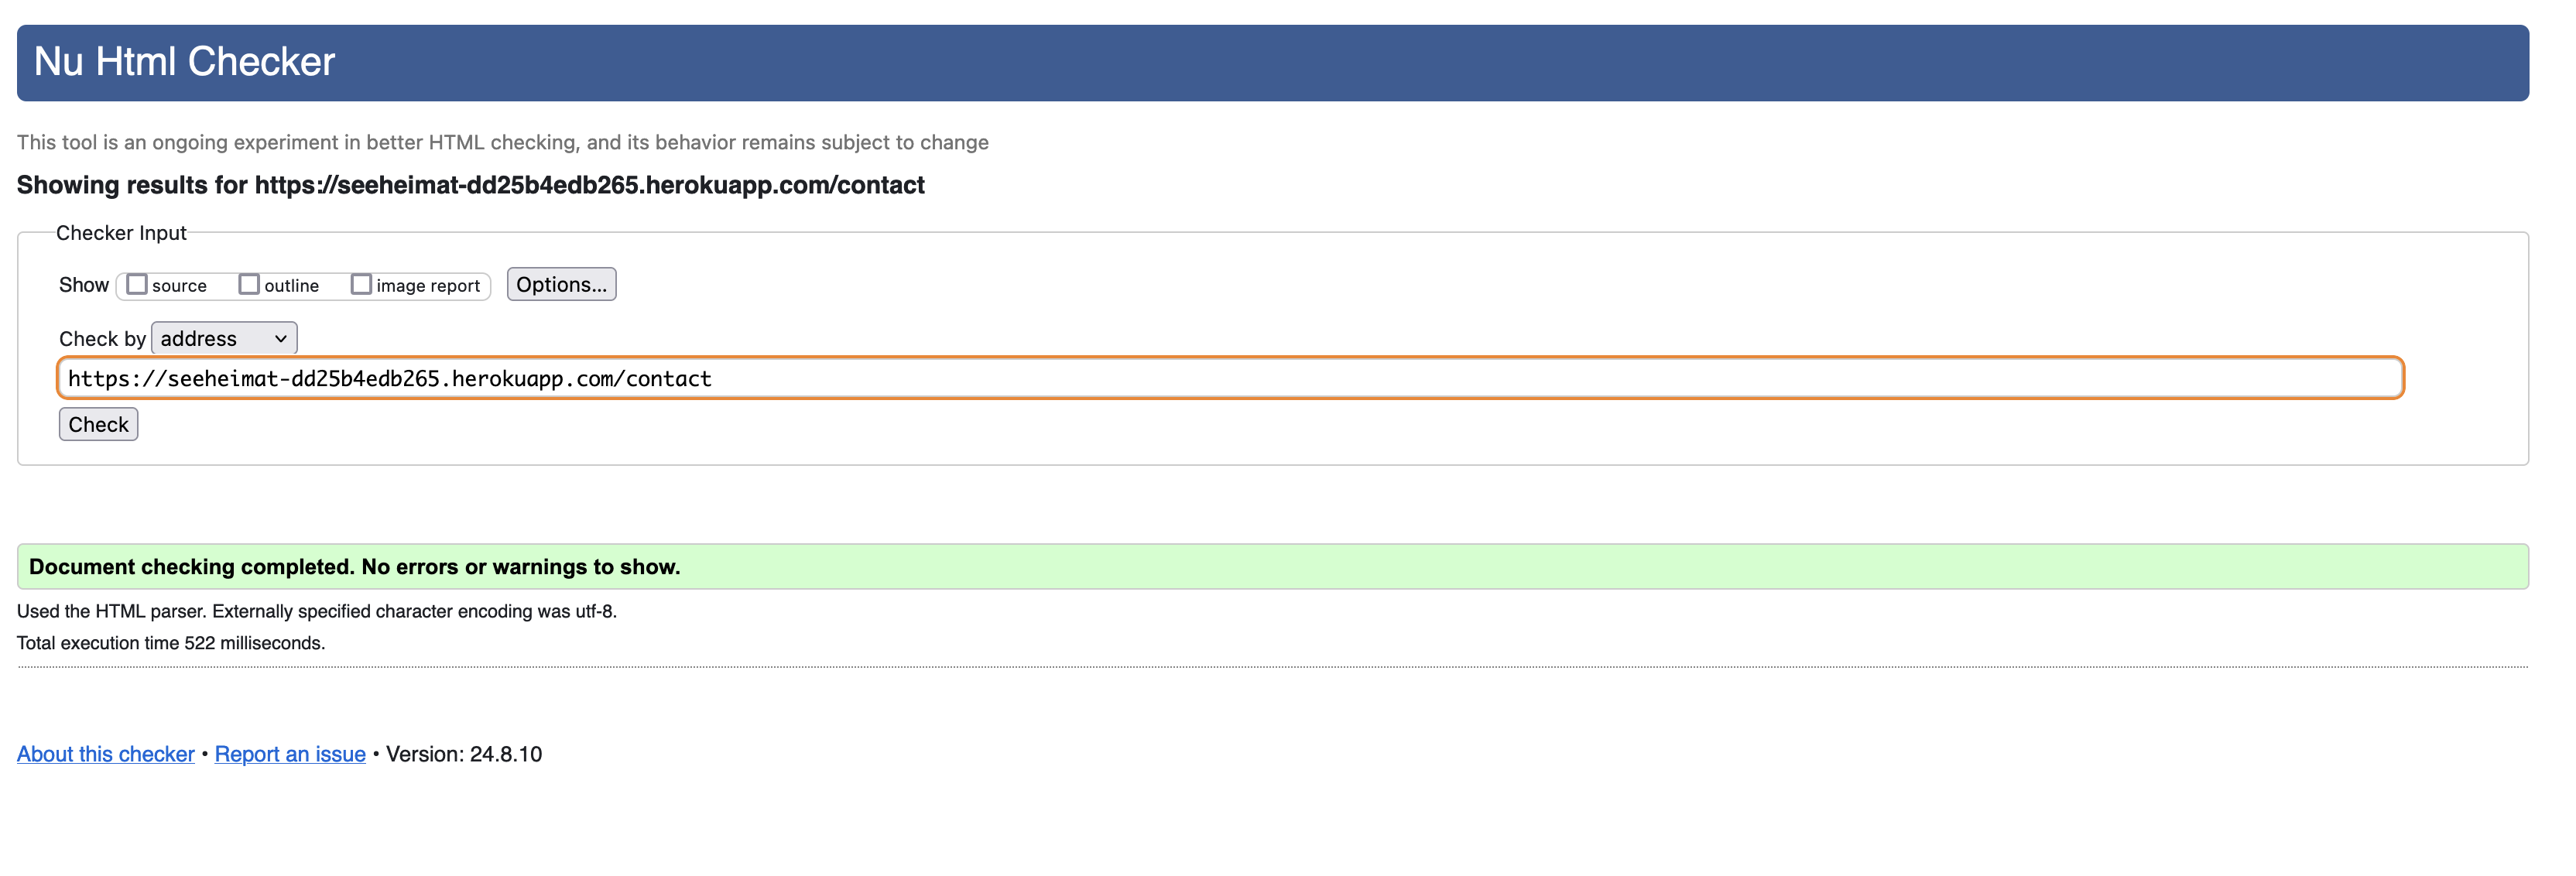 Nu Html Checker
This tool is an ongoing experiment in better HTML checking, and its behavior remains subject to change
Showing results for https://seeheimat-dd25b4edb265.herokuapp.com/contact
Checker Input
Show source outline image report Options...
Check by address
https://seeheimat-dd25b4edb265.herokuapp.com/contact
Check
Document checking completed. No errors or warnings to show.
Used the HTML parser. Externally specified character encoding was utf-8.
Total execution time 522 milliseconds.
About this checker • Report an issue • Version: 24.8.10